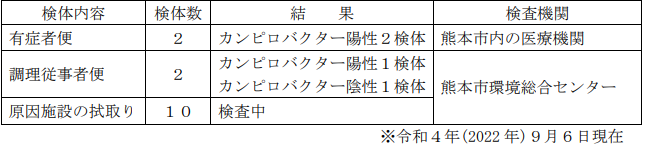 検体内容 検体数 結　果 検査機関
有症者便 ２ カンピロバクター陽性２検体 熊本市内の医療機関
調理従事者便 ２ カンピロバクター陽性１検体
カンピロバクター陰性１検体 熊本市環境総合センター
原因施設の拭取り １０ 検査中
※令和４年(2022年)９月６日現在